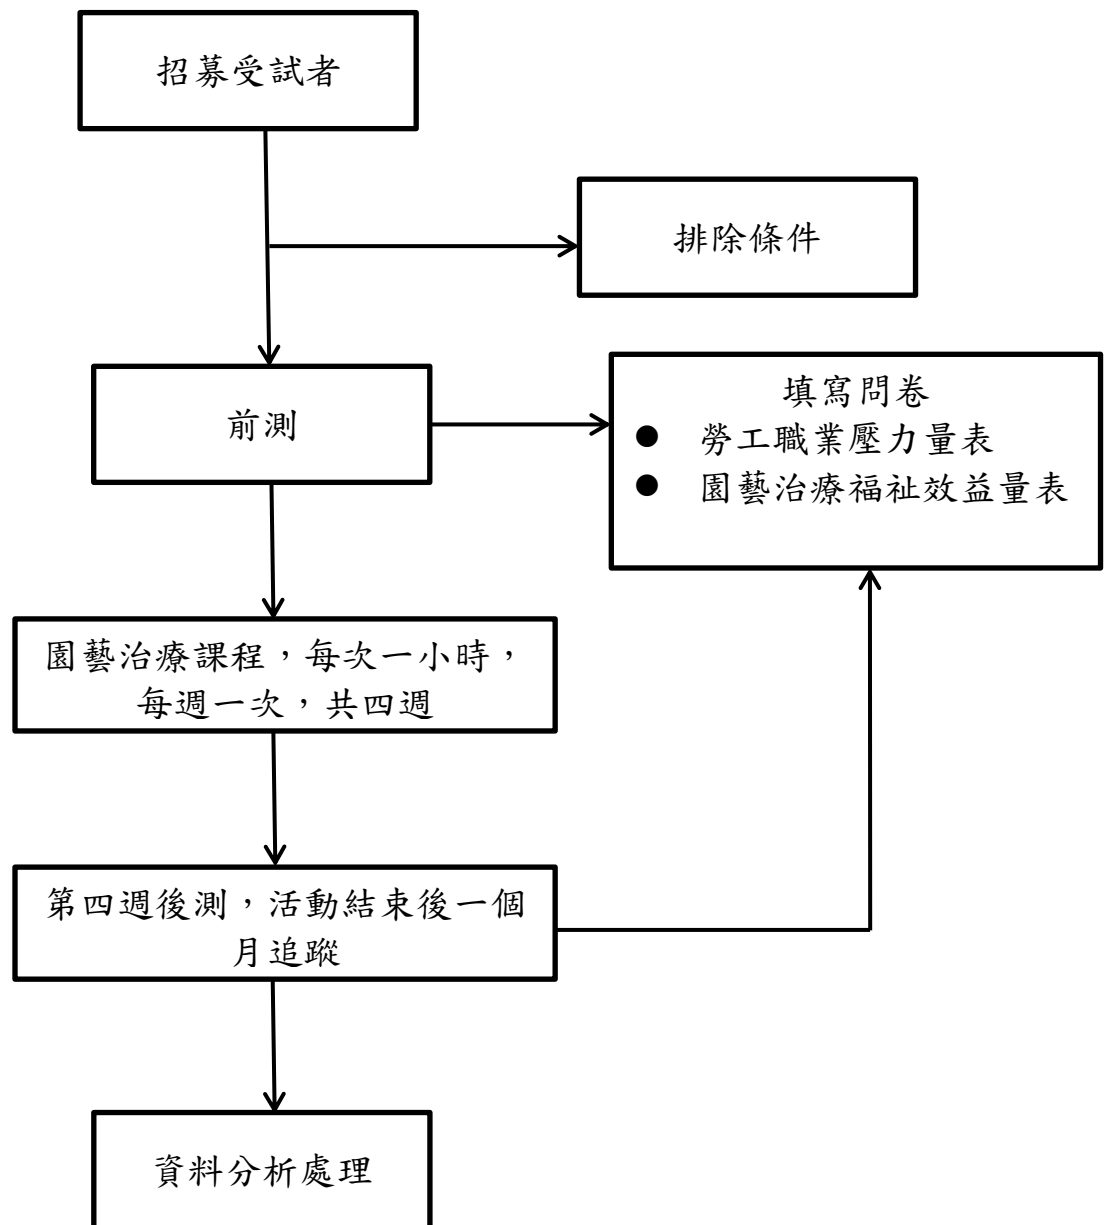 招募受試者
排除條件
前測
填寫問卷
● 勞工職業壓力量表
● 園藝治療福祉效益量表
園藝治療課程，每次一小時，
每週一次，共四週
第四週後測，活動結束後一個
月追蹤
資料分析處理